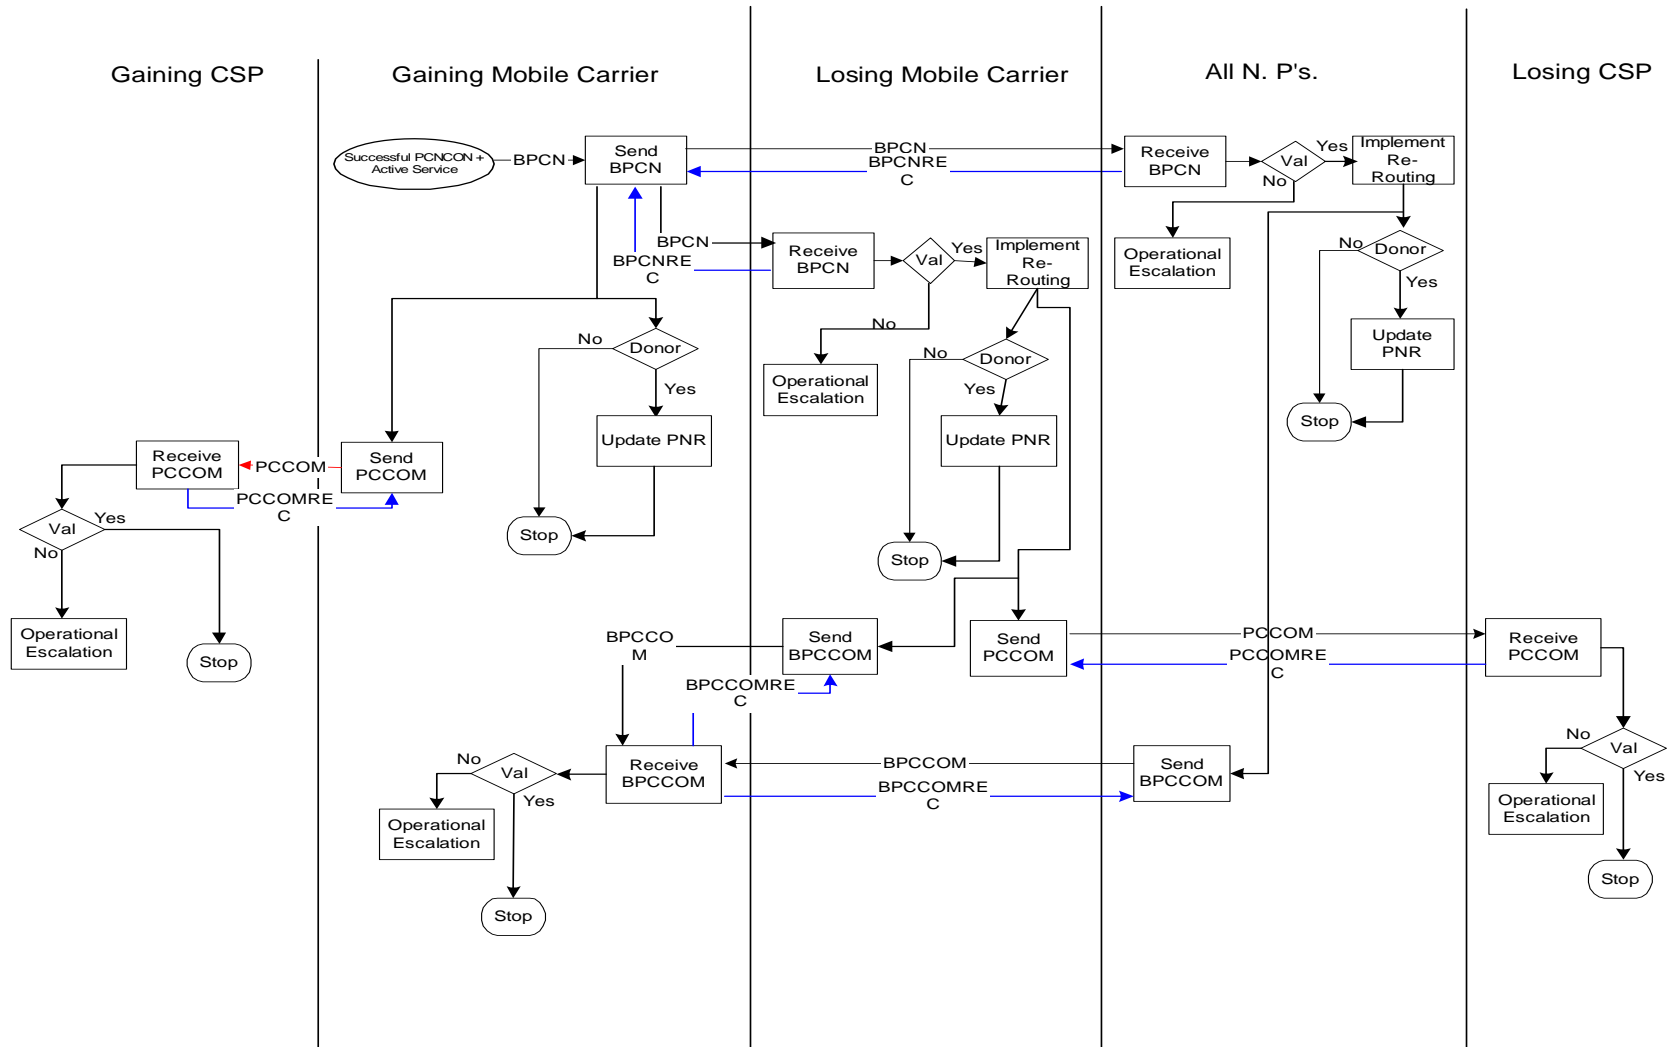 Gaining CSP
Gaining Mobile Carrier
Losing Mobile Carrier
All N. P's.
Losing CSP
Successful PCNCON +
Active Service
BPCN
Send
BPCN
BPCN
BPCNRE
C
Receive
BPCN
Val
Yes
No
Implement
Re-
Routing
Operational
Escalation
No
Donor
Yes
Update
PNR
Stop
BPCN
BPCNRE
C
Receive
BPCN
Val
Yes
No
Implement
Re-
Routing
Operational
Escalation
No
Donor
Yes
Update PNR
Stop
No
Donor
Yes
Update PNR
Stop
Receive
PCCOM
PCCOM
Send
PCCOM
PCCOMRE
C
Val
Yes
No
Operational
Escalation
Stop
BPCCO
M
Send
BPCCOM
Send
PCCOM
PCCOM
PCCOMRE
C
Receive
PCCOM
BPCCOMRE
C
No
Val
Yes
Receive
BPCCOM
BPCCOM
BPCCOMRE
C
Send
BPCCOM
Operational
Escalation
Stop
No
Val
Yes
Operational
Escalation
Stop